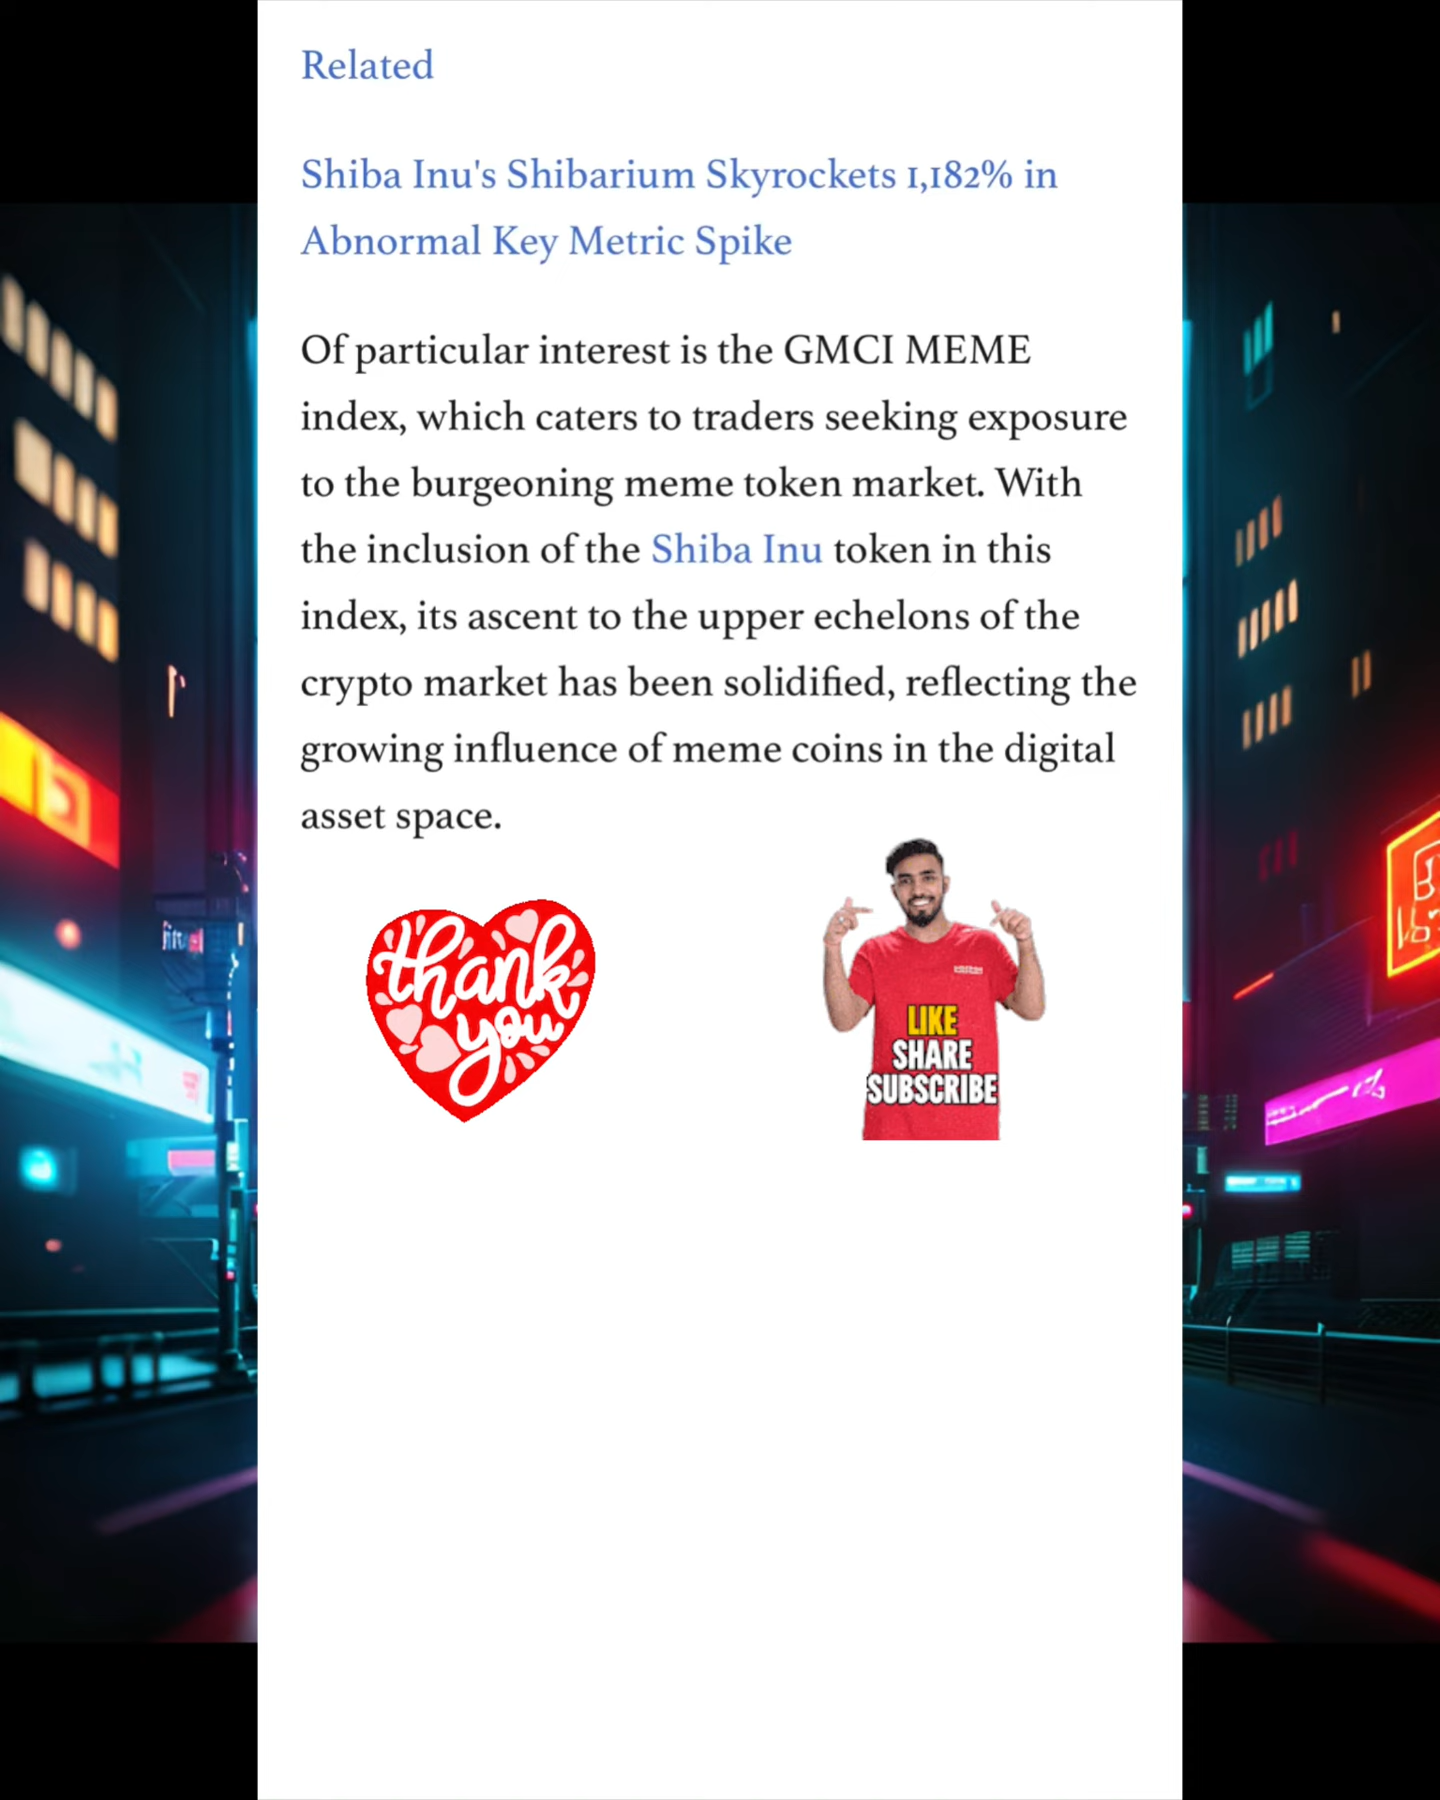 Related
Shiba Inu's Shibarium Skyrockets 1,182% in
Abnormal Key Metric Spike
Of particular interest is the GMCI MEME
index, which caters to traders seeking exposure
to the burgeoning meme token market. With
the inclusion of the Shiba Inu token in this
index, its ascent to the upper echelons of the
crypto market has been solidified, reflecting the
growing influence of meme coins in the digital
asset space.
thank
you
LIKE
SHARE
SUBSCRIBE